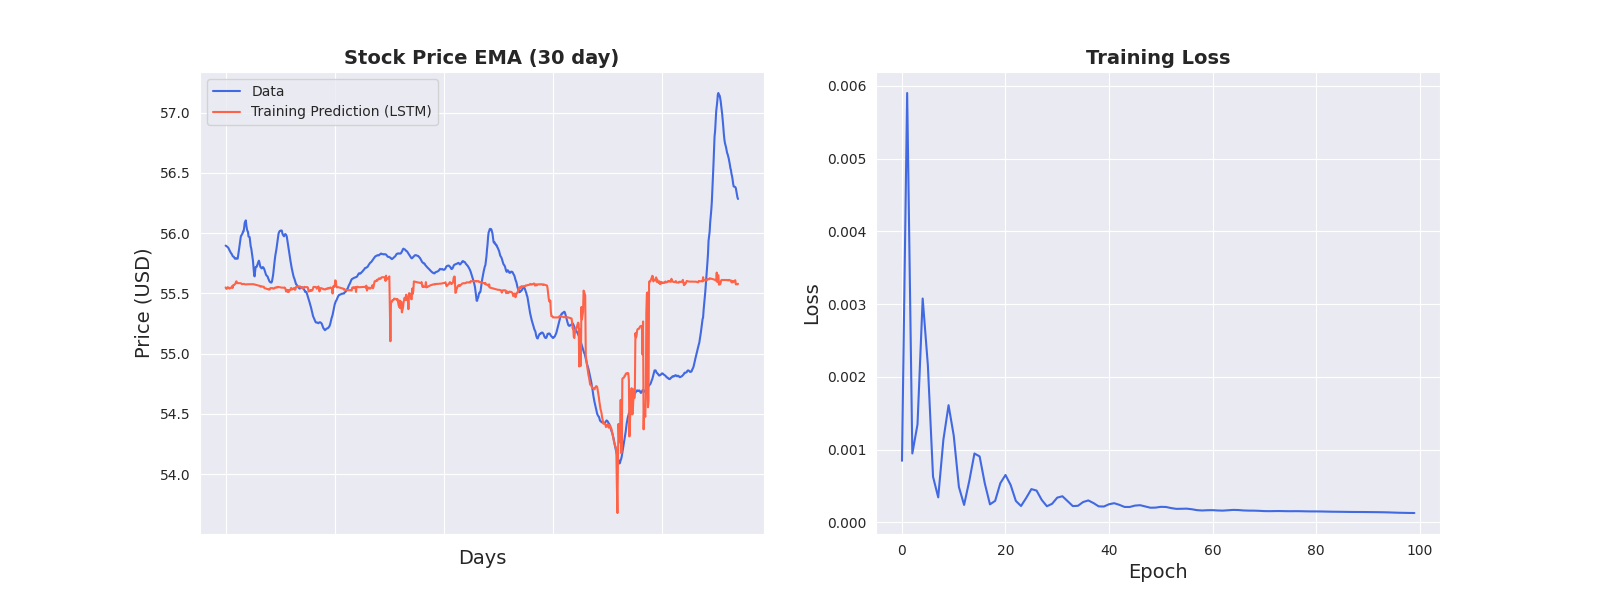 Stock Price EMA (30 day)
Data
Training Prediction (LSTM)
57.0
56.5
56.0
55.5
55.0
54.5
54.0
Price (USD)
Days
Training Loss
0.006
0.005
0.004
0.003
0.002
0.001
0.000
Loss
0 20 40 60 80 100
Epoch